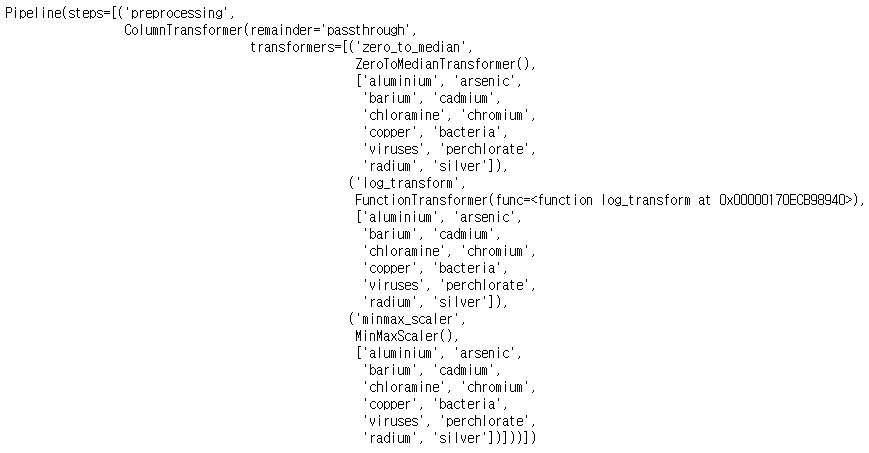 Pipeline(steps=[('preprocessing',
ColumnTransformer(remainder='passthrough',
transformers=[('zero_to_median',
ZeroToMedianTransformer(),
['aluminium', 'arsenic',
'barium', 'cadmium',
'chloramine', 'chromium',
'copper', 'bacteria',
'viruses', 'perchlorate',
'radium', 'silver']),
('log_transform',
FunctionTransformer(func=<function log_transform at 0x00000170ECB98940>),
['aluminium', 'arsenic',
'barium', 'cadmium',
'chloramine', 'chromium',
'copper', 'bacteria',
'viruses', 'perchlorate',
'radium', 'silver']),
('minmax_scaler',
MinMaxScaler(),
['aluminium', 'arsenic',
'barium', 'cadmium',
'chloramine', 'chromium',
'copper', 'bacteria',
'viruses', 'perchlorate',
'radium', 'silver'])]))])